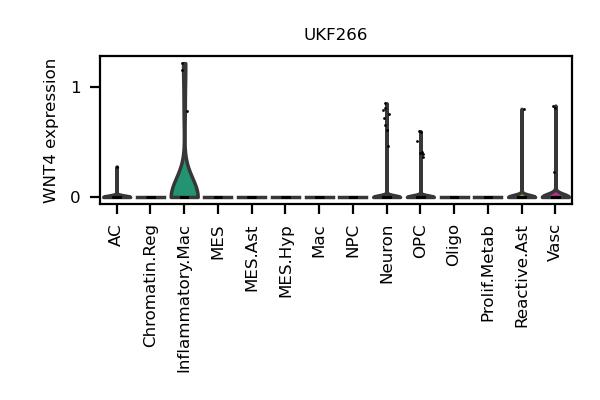 UKF266
WNT4 expression
1
0
AC
Chromatin.Reg
Inflammatory.Mac
MES
MES.Ast
MES.Hyp
Mac
NPC
Neuron
OPC
Oligo
Prolif.Metab
Reactive.Ast
Vasc